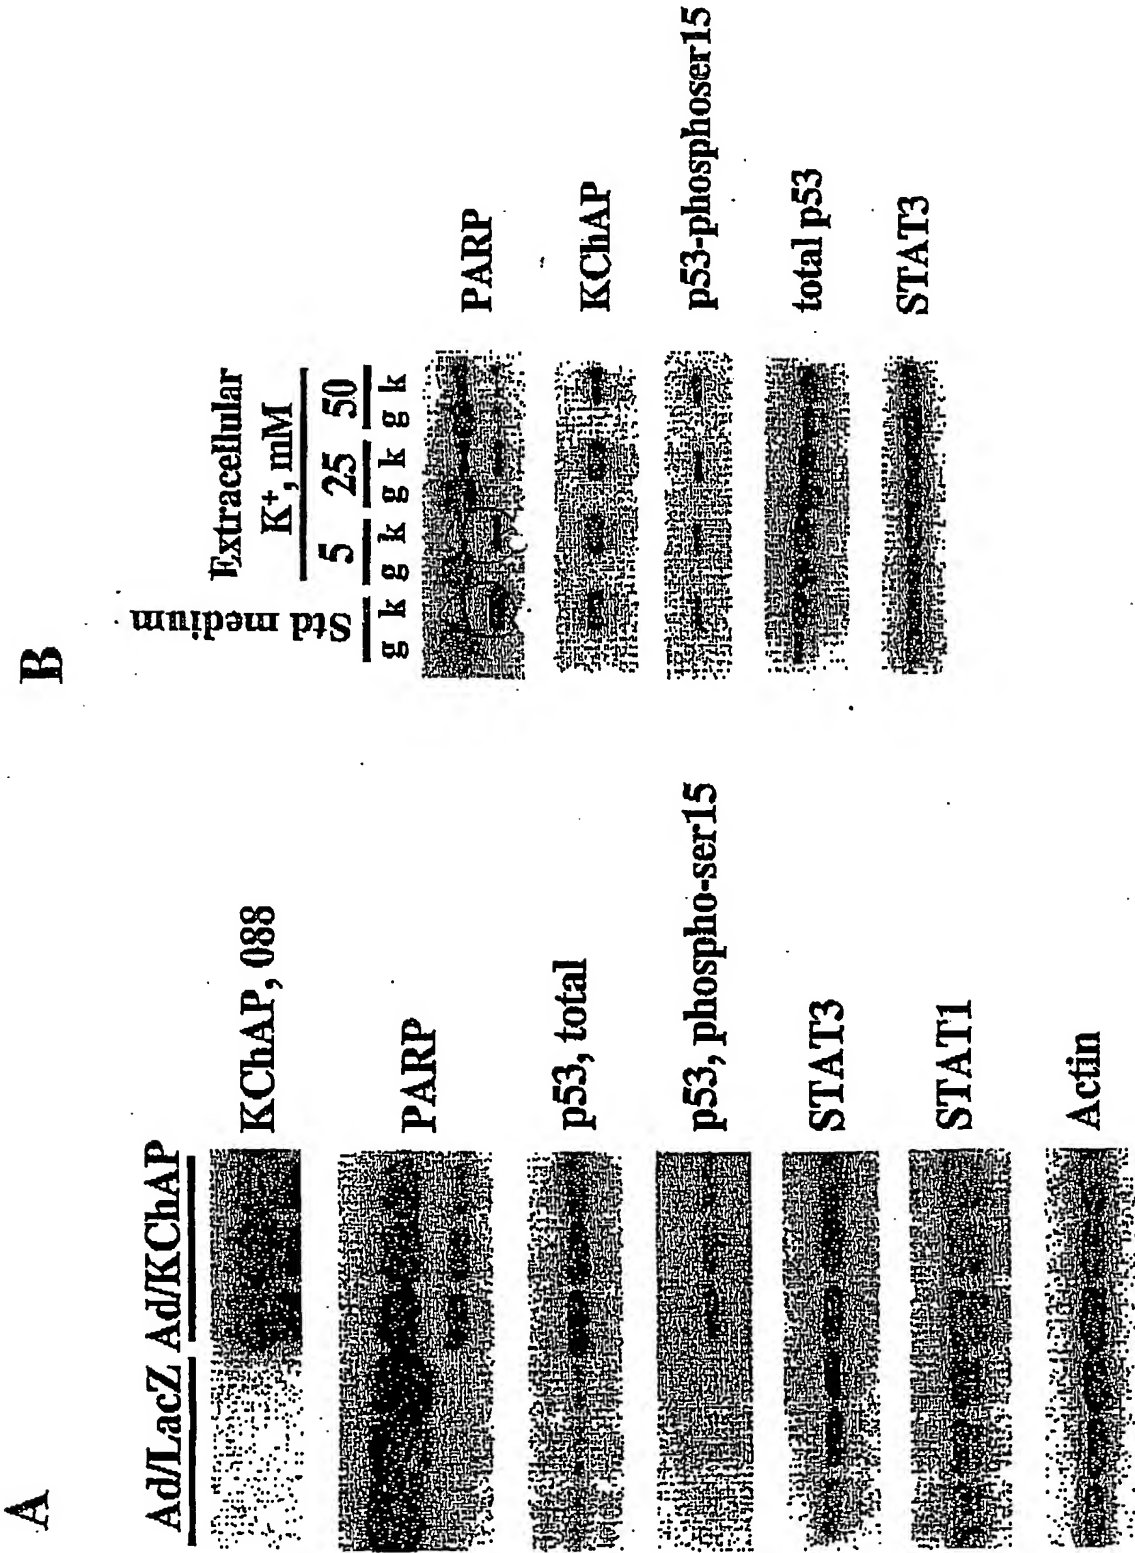 A
Ad/LacZ Ad/KChAP
KChAP, 088
PARP
p53, total
p53, phospho-ser15
STAT3
STAT1
Actin
B
Std medium
Extracellular
K+, mM
5 25 50
g k g k g k g k
PARP
KChAP
p53-phosphoser15
total p53
STAT3